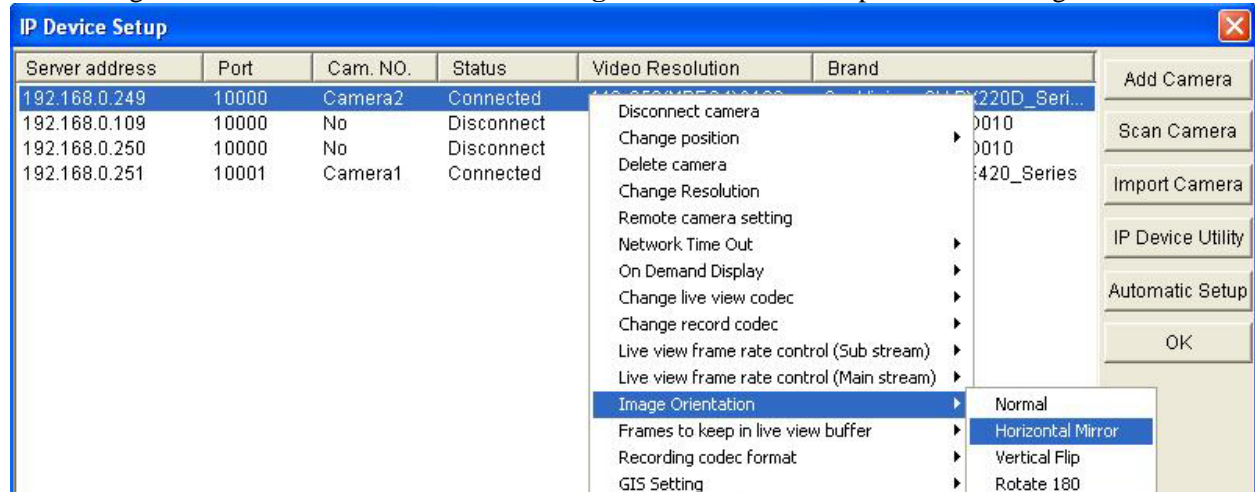 IP Device Setup
Server address Port Cam. NO. Status Video Resolution Brand
192.168.0.249 10000 Camera2 Connected X220D_Seri...
192.168.0.109 10000 No Disconnect 0010
192.168.0.250 10000 No Disconnect 0010
192.168.0.251 10001 Camera1 Connected E420_Series
Disconnect camera
Change position
Delete camera
Change Resolution
Remote camera setting
Network Time Out
On Demand Display
Change live view codec
Change record codec
Live view frame rate control (Sub stream)
Live view frame rate control (Main stream)
Image Orientation
Frames to keep in live view buffer
Recording codec format
GIS Setting
Normal
Horizontal Mirror
Vertical Flip
Rotate 180
Add Camera
Scan Camera
Import Camera
IP Device Utility
Automatic Setup
OK